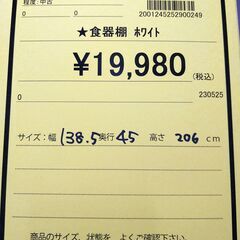 程度:中古
2001245252900249
★食器棚 ホワイト
¥19,980
(税込)
0 0 230525
サイズ:幅 138.5 奥行 45 高さ 206 cm
商品のサイズ、状態を よくご確認下さい。